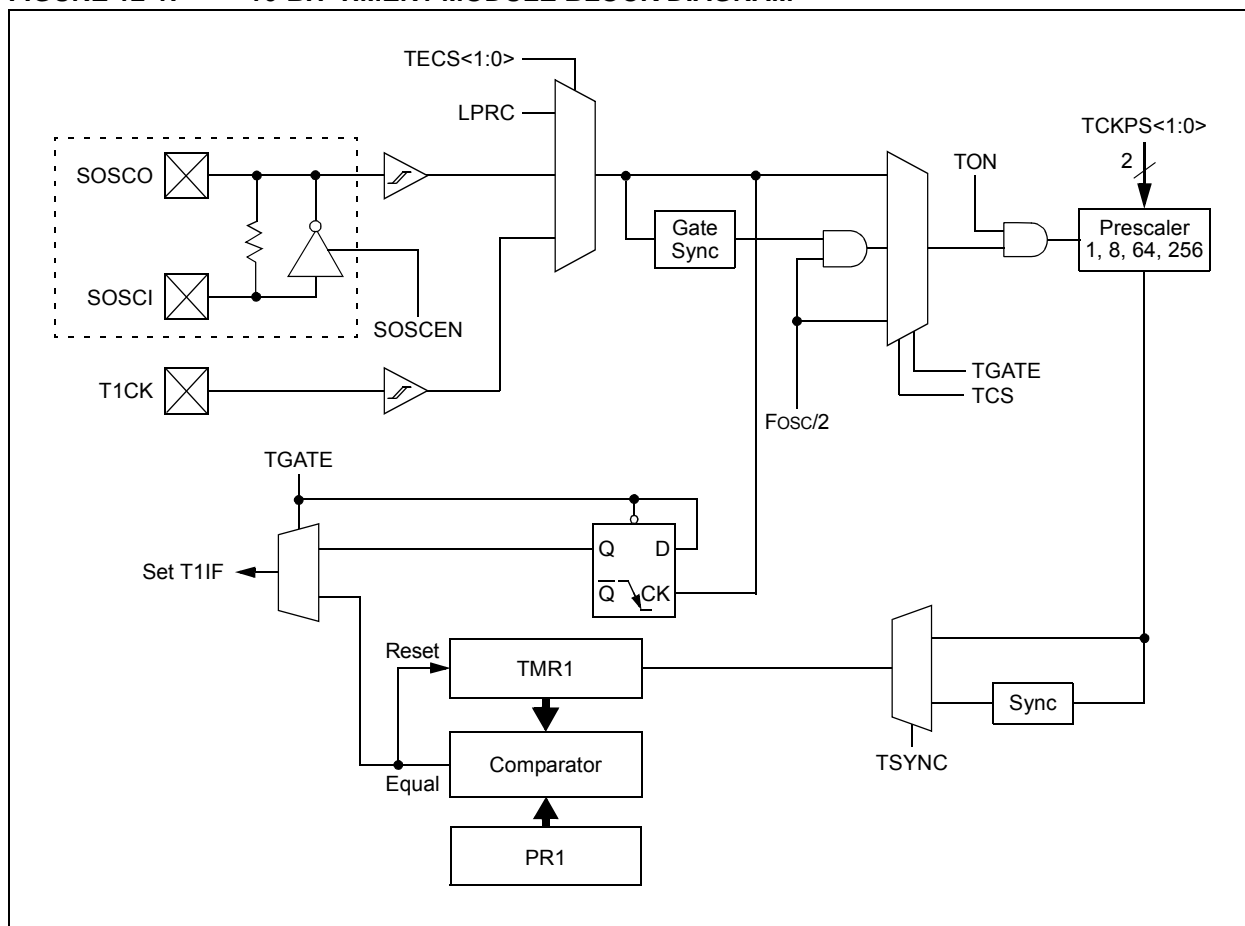 TECS<1:0>
LPRC
TCKPS<1:0>
SOSCO
2
TON
Gate
Sync
Prescaler
1, 8, 64, 256
SOSCI
SOSCEN
TGATE
T1CK
TCS
FOSC/2
TGATE
Q D
Set T1IF
Q CK
Reset
TMR1
Sync
Comparator
TSYNC
Equal
PR1